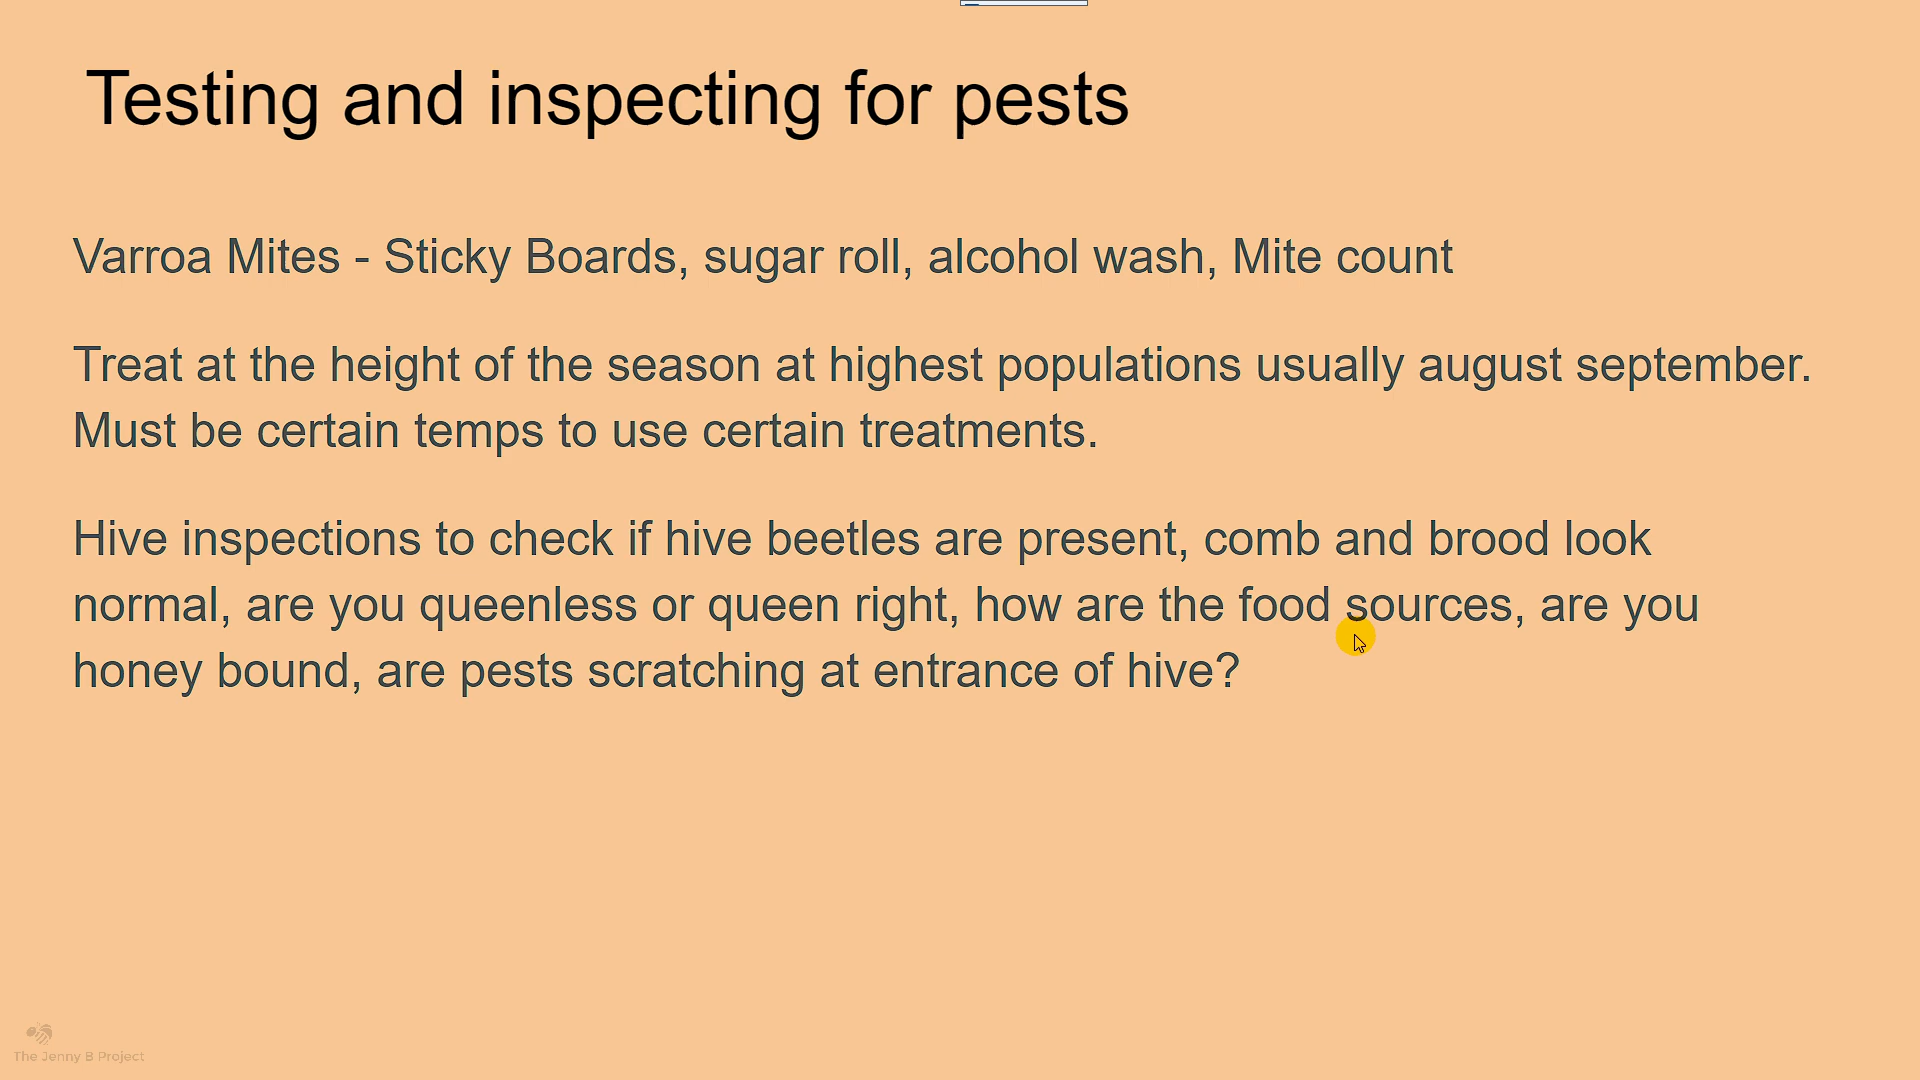 Testing and inspecting for pests
Varroa Mites - Sticky Boards, sugar roll, alcohol wash, Mite count
Treat at the height of the season at highest populations usually august september.
Must be certain temps to use certain treatments.
Hive inspections to check if hive beetles are present, comb and brood look
normal, are you queenless or queen right, how are the food sources, are you
honey bound, are pests scratching at entrance of hive?
The Jenny B Project